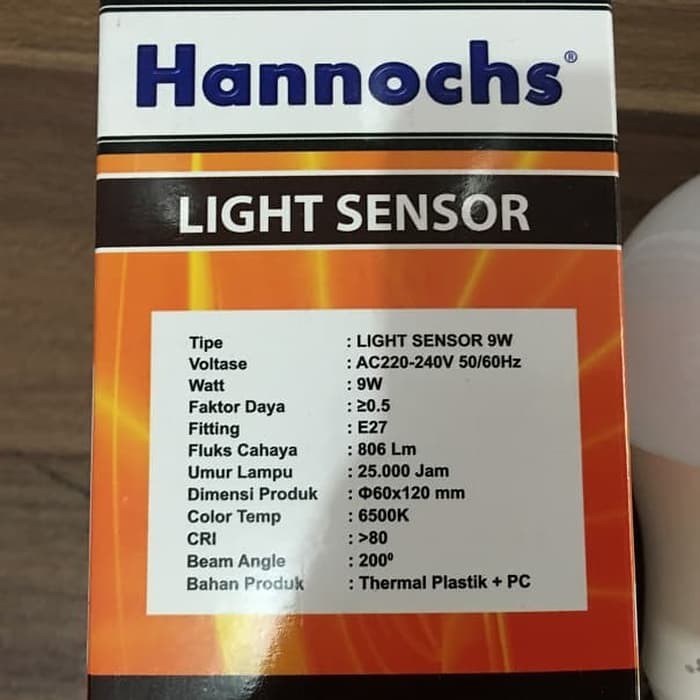 Hannochs®
LIGHT SENSOR
Tipe : LIGHT SENSOR 9W
Voltase : AC220-240V 50/60Hz
Watt : 9W
Faktor Daya : ≥0.5
Fitting : E27
Fluks Cahaya : 806 Lm
Umur Lampu : 25.000 Jam
Dimensi Produk : Φ60x120 mm
Color Temp : 6500K
CRI : >80
Beam Angle : 200⁰
Bahan Produk : Thermal Plastik + PC